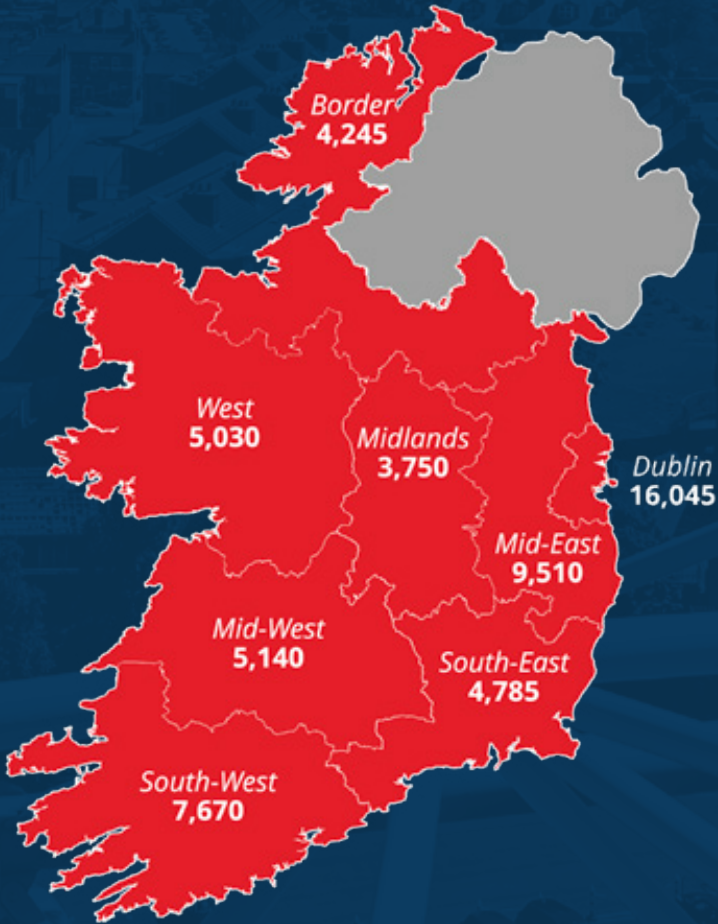 Border
4,245
West
5,030
Midlands
3,750
Dublin
16,045
Mid-East
9,510
Mid-West
5,140
South-East
4,785
South-West
7,670